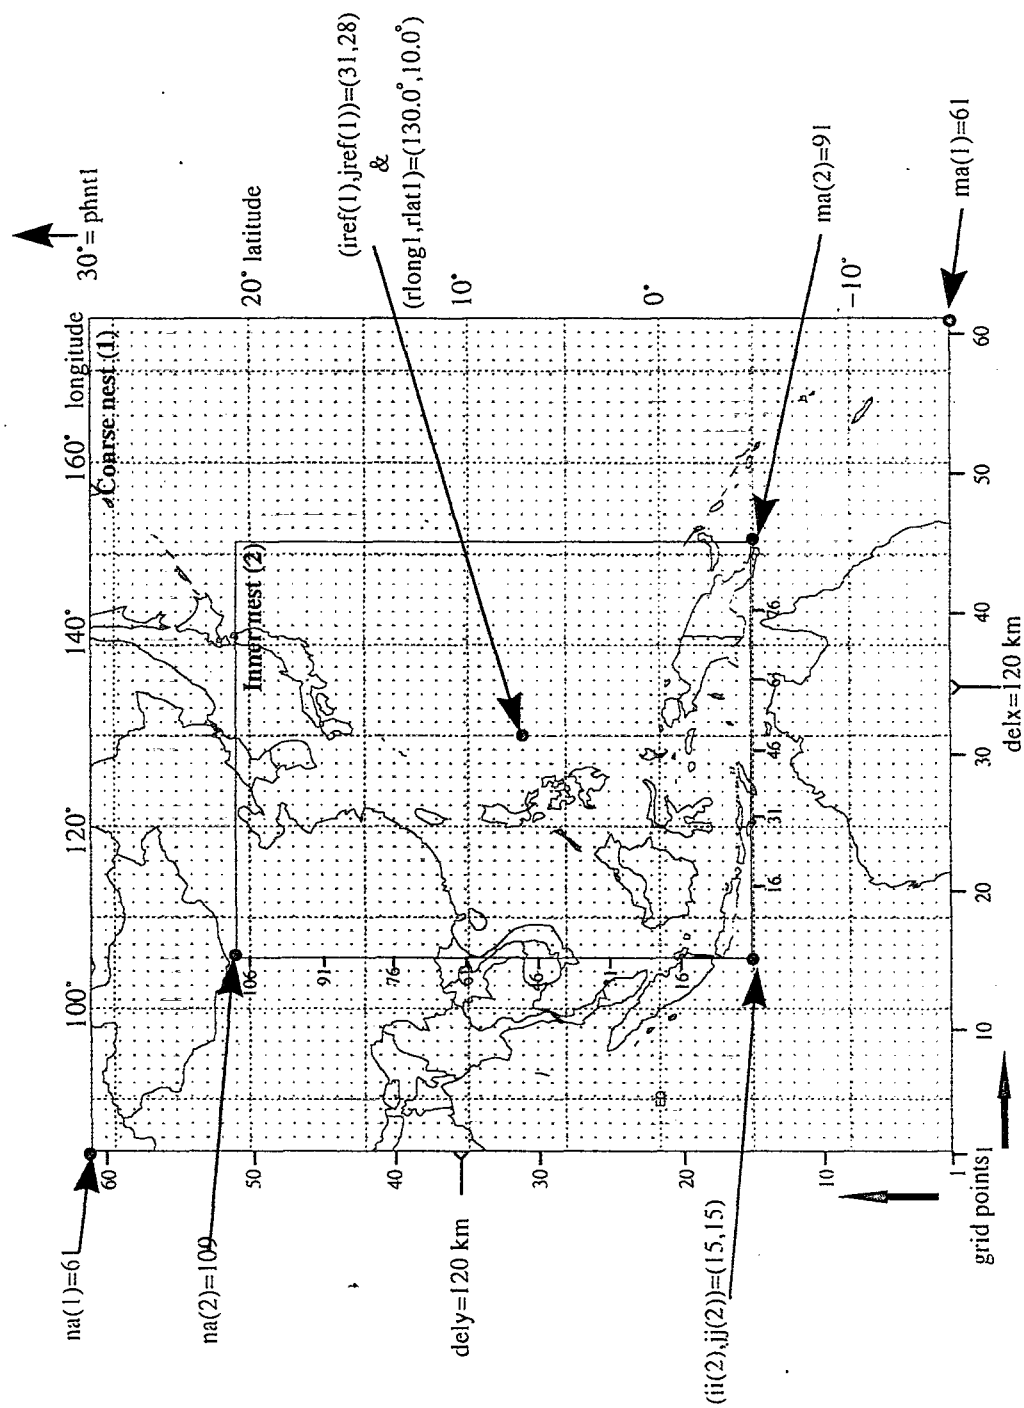 30°= phnt1
100° 120° 140° 160° longitude
Coarse nest (1)
20° latitude
(iref(1),jref(1))=(31,28)
&
(rlong1,rlat1)=(130.0°,10.0°)
10°
0°
−10°
ma(2)=91
ma(1)=61
Inner nest (2)
na(1)=61
na(2)=109
dely=120 km
(ii(2),jj(2))=(15,15)
60
50
40
30
20
10
1
106
91
76
61
46
31
16
16 31 46 61 76
EQ
grid points
1 10 20 30 40 50 60
delx=120 km